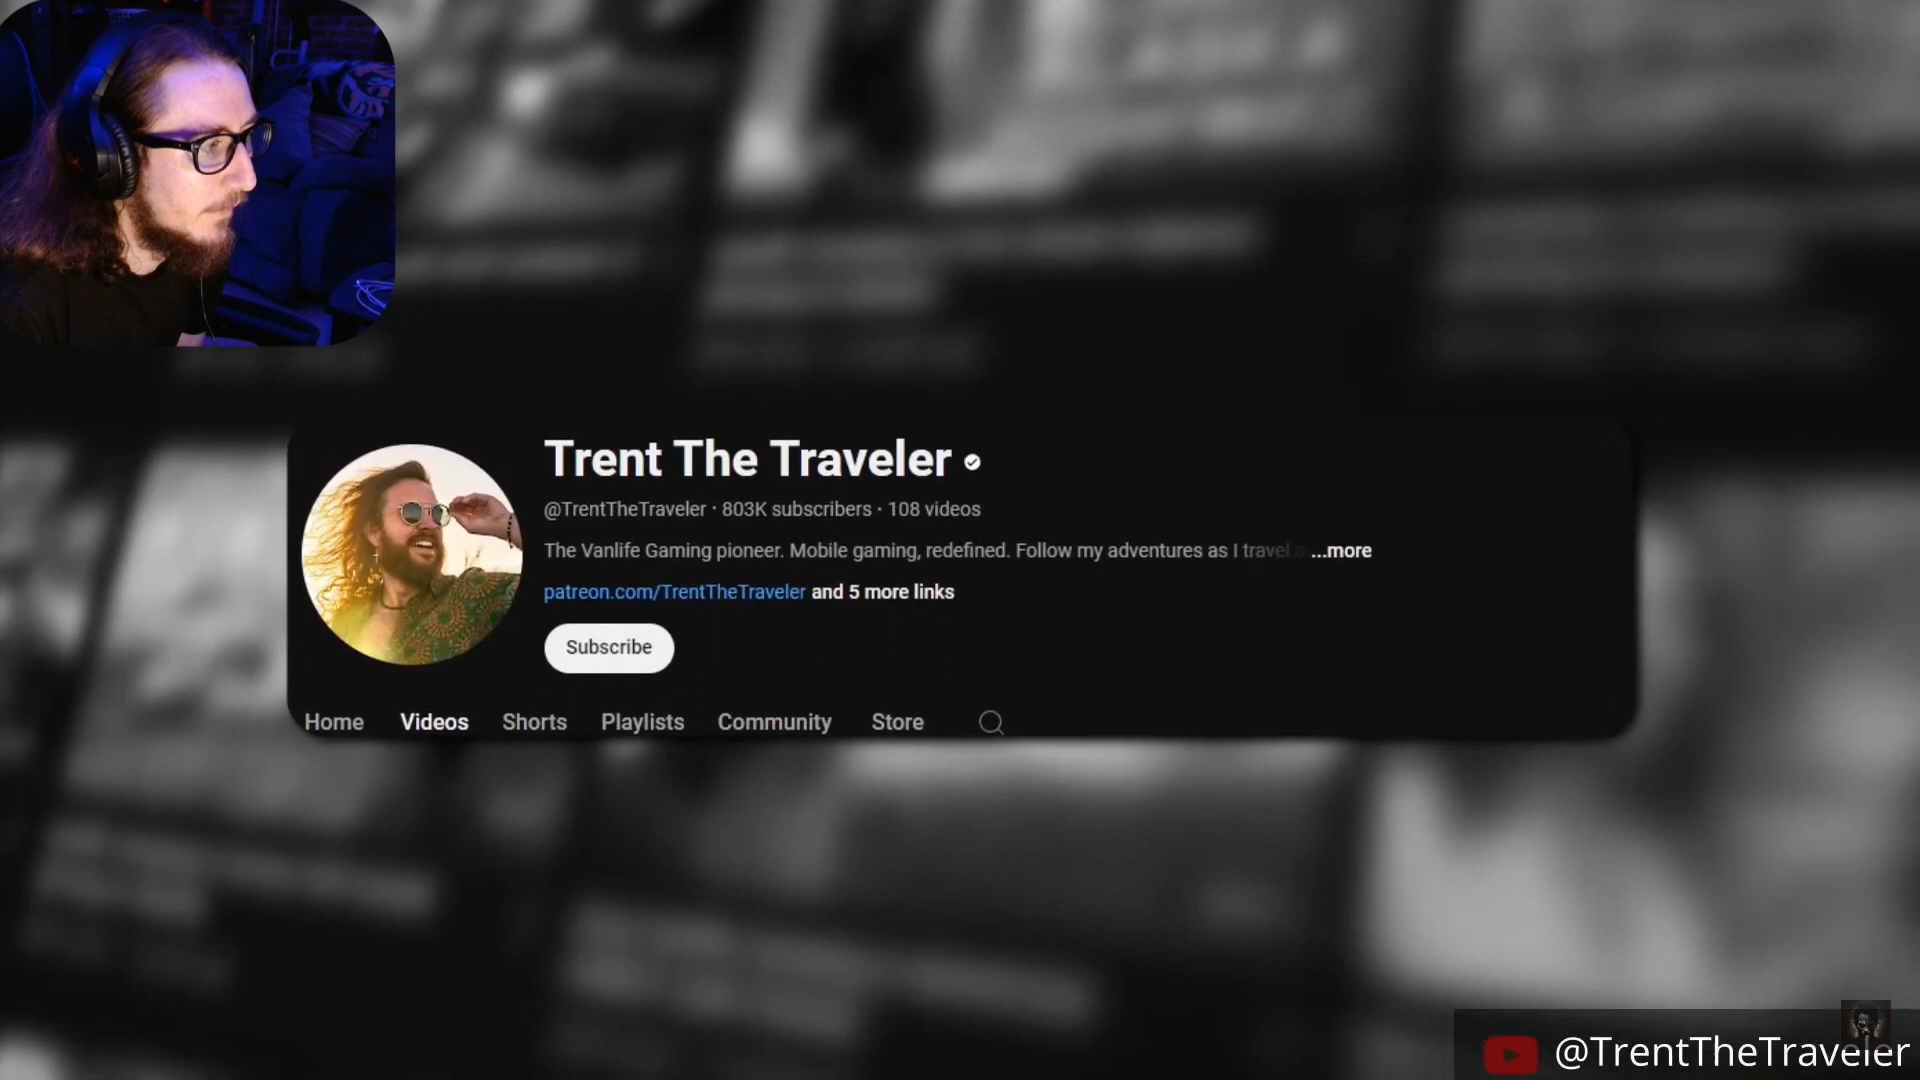 Trent The Traveler
@TrentTheTraveler · 803K subscribers · 108 videos
The Vanlife Gaming pioneer. Mobile gaming, redefined. Follow my adventures as I travel ...more
patreon.com/TrentTheTraveler and 5 more links
Subscribe
Home Videos Shorts Playlists Community Store
@TrentTheTraveler